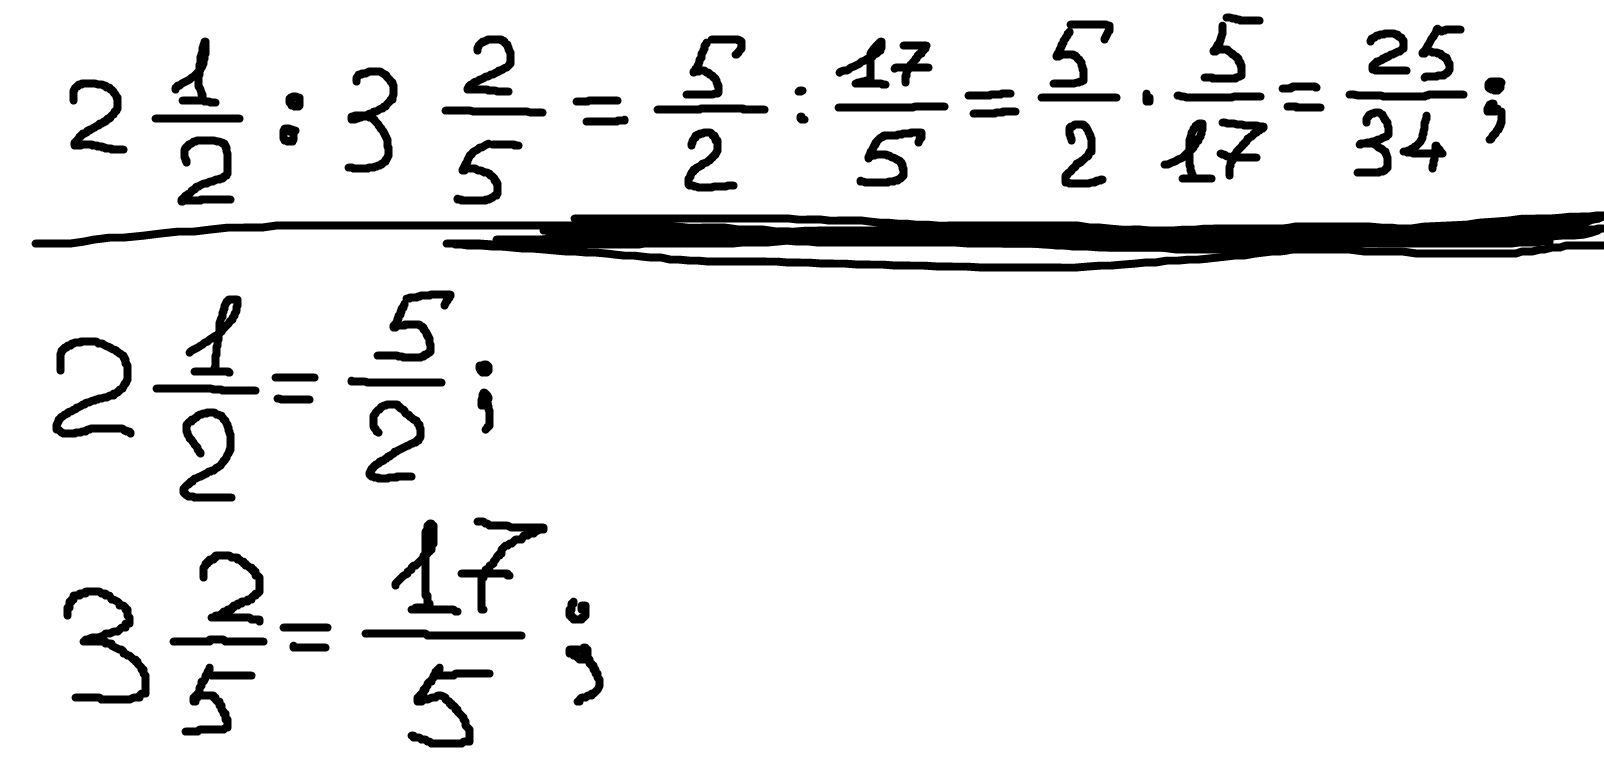 2 1/2 : 3 2/5 = 5/2 : 17/5 = 5/2 · 5/17 = 25/34 ;
2 1/2 = 5/2 ;
3 2/5 = 17/5 ;